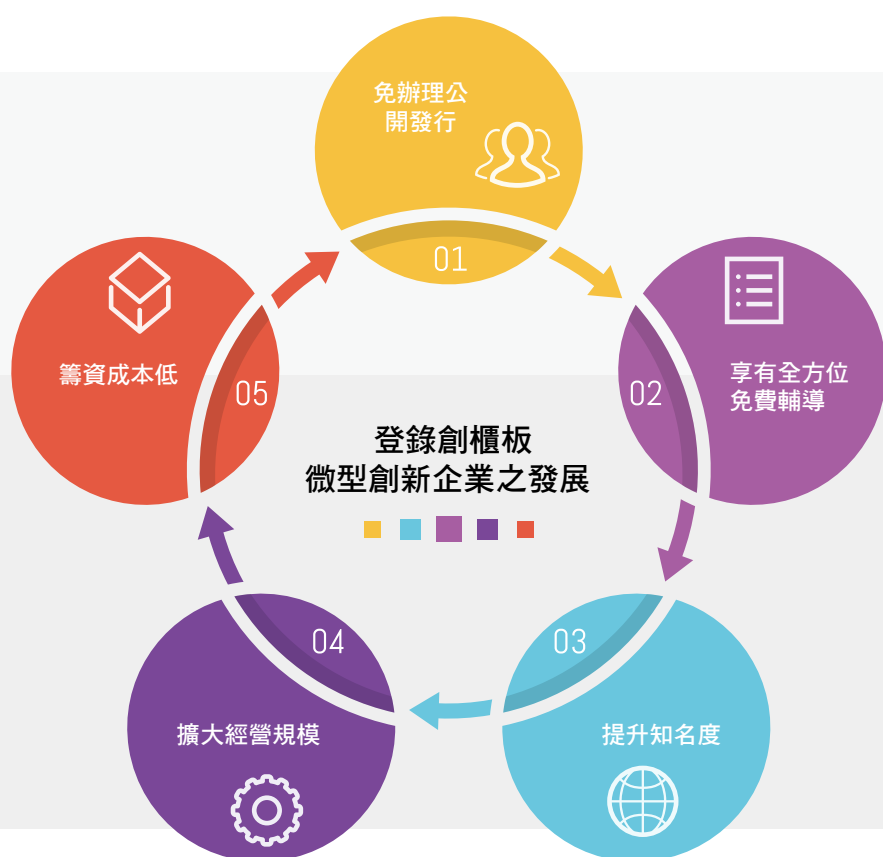 免辦理公
開發行
01
享有全方位
免費輔導
02
提升知名度
03
擴大經營規模
04
籌資成本低
05
登錄創櫃板
微型創新企業之發展